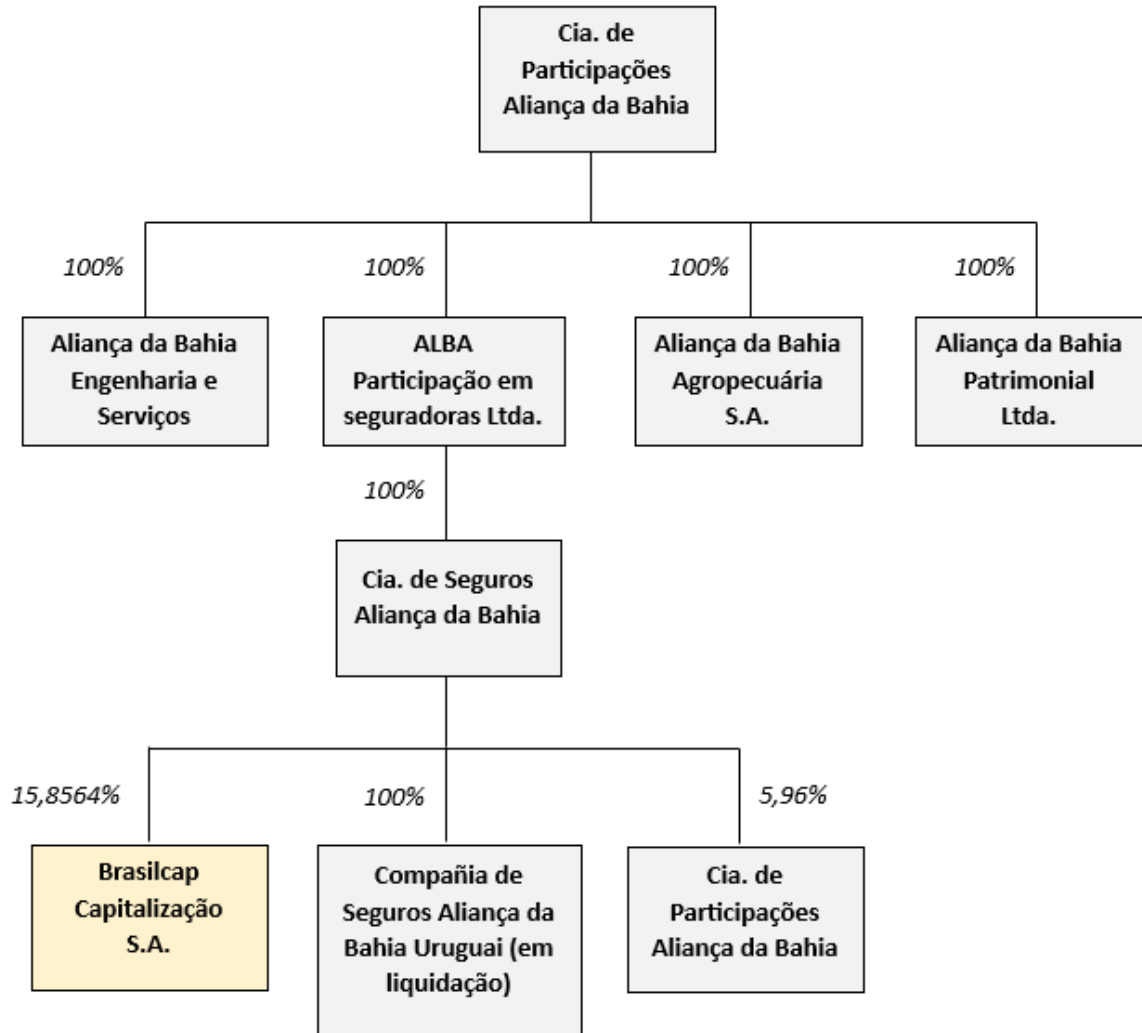 Cia. de
Participações
Aliança da Bahia
100%
100%
100%
100%
Aliança da Bahia
Engenharia e
Serviços
ALBA
Participação em
seguradoras Ltda.
Aliança da Bahia
Agropecuária
S.A.
Aliança da Bahia
Patrimonial
Ltda.
100%
Cia. de Seguros
Aliança da Bahia
15,8564%
100%
5,96%
Brasilcap
Capitalização
S.A.
Compañia de
Seguros Aliança da
Bahia Uruguai (em
liquidação)
Cia. de
Participações
Aliança da Bahia